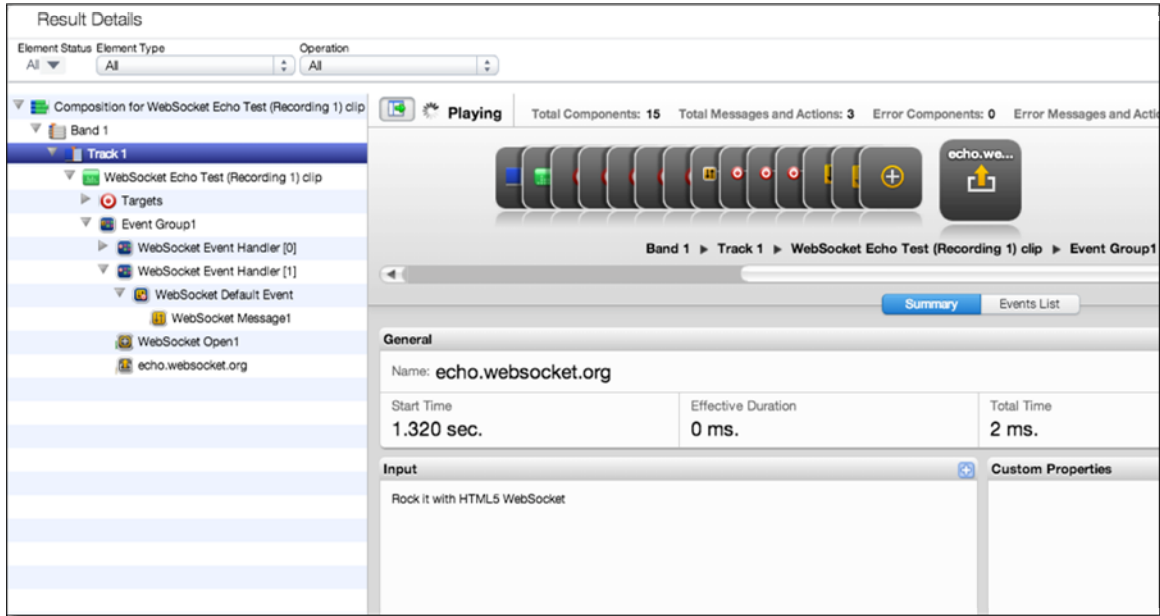 Result Details
Element Status Element Type Operation
All All All
Composition for WebSocket Echo Test (Recording 1) clip
Band 1
Track 1
WebSocket Echo Test (Recording 1) clip
Targets
Event Group1
WebSocket Event Handler [0]
WebSocket Event Handler [1]
WebSocket Default Event
WebSocket Message1
WebSocket Open1
echo.websocket.org
Playing Total Components: 15 Total Messages and Actions: 3 Error Components: 0 Error Messages and Actio
echo.we...
Band 1 ▶ Track 1 ▶ WebSocket Echo Test (Recording 1) clip ▶ Event Group1
Summary Events List
General
Name: echo.websocket.org
Start Time Effective Duration Total Time
1.320 sec. 0 ms. 2 ms.
Input Custom Properties
Rock it with HTML5 WebSocket